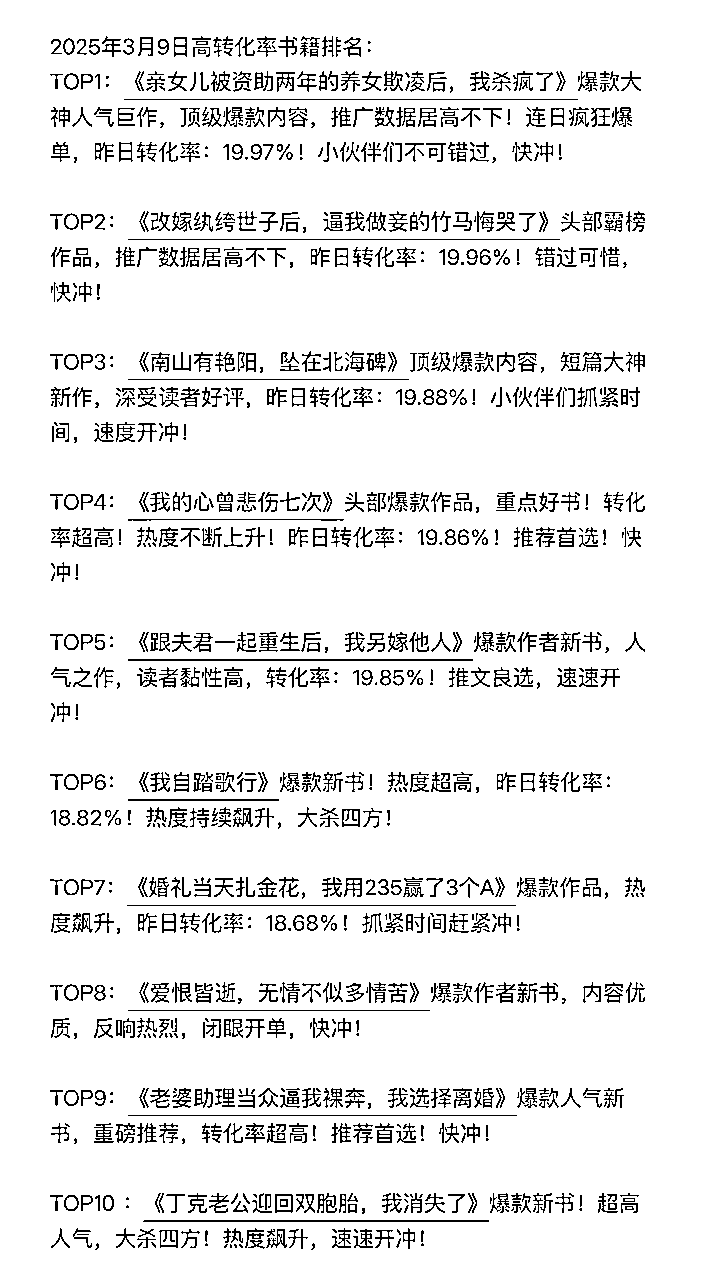 2025年3月9日高转化率书籍排名：
TOP1：《亲女儿被资助两年的养女欺凌后，我杀疯了》爆款大
神人气巨作，顶级爆款内容，推广数据居高不下！连日疯狂爆
单，昨日转化率：19.97%！小伙伴们不可错过，快冲！
TOP2：《改嫁纨绔世子后，逼我做妾的竹马悔哭了》头部霸榜
作品，推广数据居高不下，昨日转化率：19.96%！错过可惜，
快冲！
TOP3：《南山有艳阳，坠在北海碑》顶级爆款内容，短篇大神
新作，深受读者好评，昨日转化率：19.88%！小伙伴们抓紧时
间，速度开冲！
TOP4：《我的心曾悲伤七次》头部爆款作品，重点好书！转化
率超高！热度不断上升！昨日转化率：19.86%！推荐首选！快
冲！
TOP5：《跟夫君一起重生后，我另嫁他人》爆款作者新书，人
气之作，读者黏性高，转化率：19.85%！推文良选，速速开
冲！
TOP6：《我自踏歌行》爆款新书！热度超高，昨日转化率：
18.82%！热度持续飙升，大杀四方！
TOP7：《婚礼当天扎金花，我用235赢了3个A》爆款作品，热
度飙升，昨日转化率：18.68%！抓紧时间赶紧冲！
TOP8：《爱恨皆逝，无情不似多情苦》爆款作者新书，内容优
质，反响热烈，闭眼开单，快冲！
TOP9：《老婆助理当众逼我裸奔，我选择离婚》爆款人气新
书，重磅推荐，转化率超高！推荐首选！快冲！
TOP10 ：《丁克老公迎回双胞胎，我消失了》爆款新书！超高
人气，大杀四方！热度飙升，速速开冲！